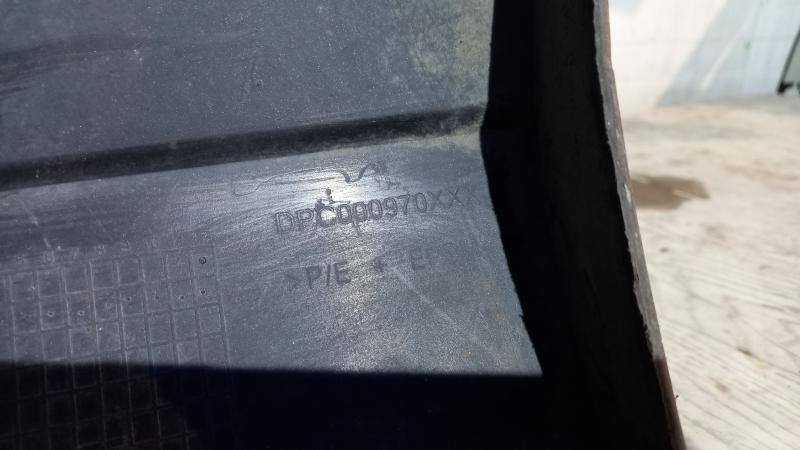 DPC000970XXX
>P/E +